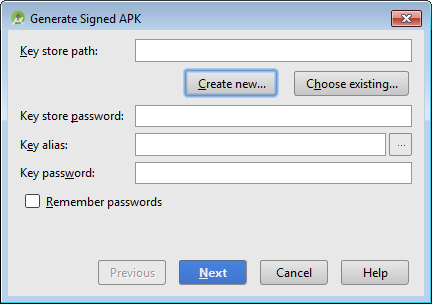 Generate Signed APK
Key store path:
Create new... Choose existing...
Key store password:
Key alias:
...
Key password:
Remember passwords
Previous Next Cancel Help